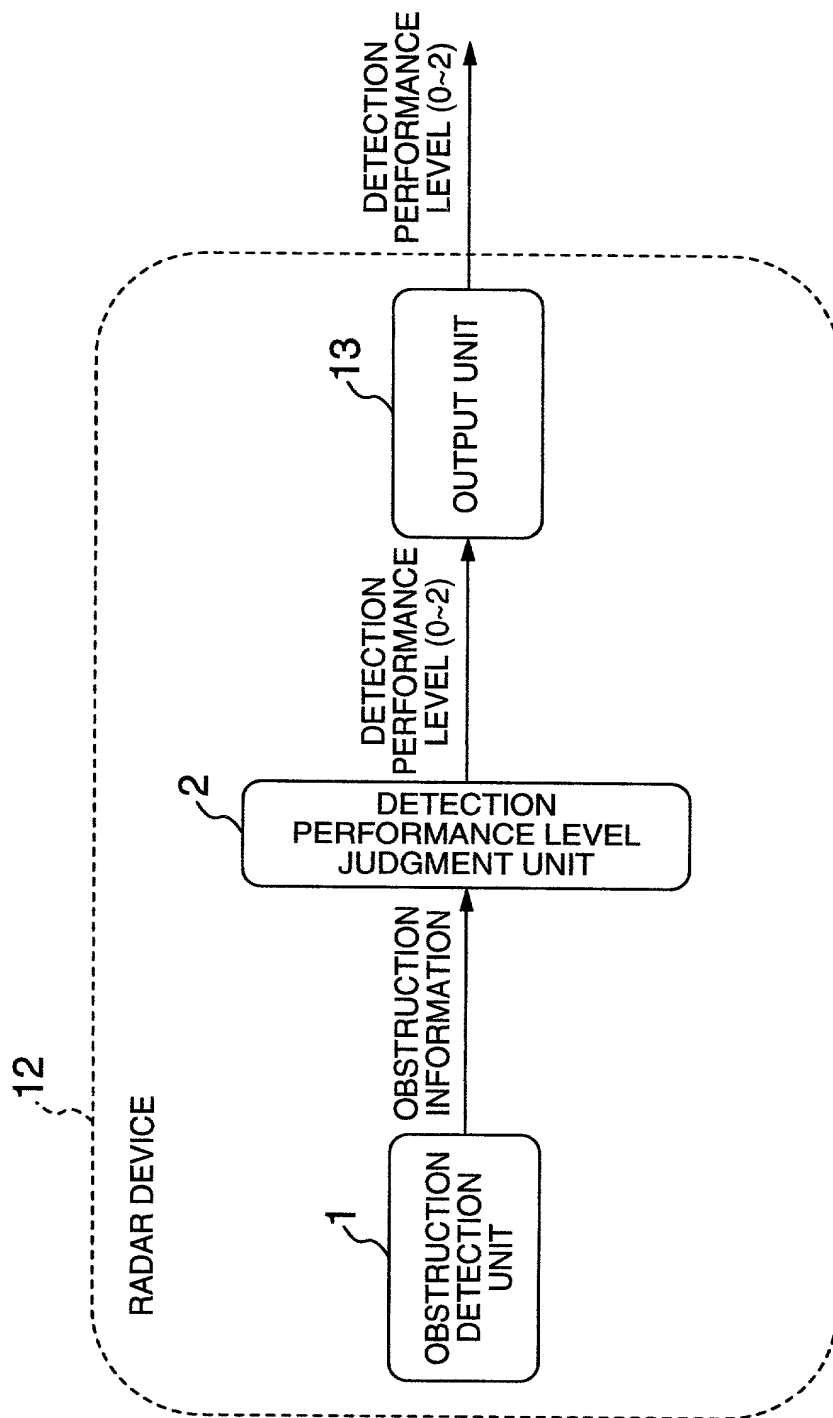 12
RADAR DEVICE
1
OBSTRUCTION
DETECTION
UNIT
OBSTRUCTION
INFORMATION
2
DETECTION
PERFORMANCE LEVEL
JUDGMENT UNIT
DETECTION
PERFORMANCE
LEVEL (0~2)
13
OUTPUT UNIT
DETECTION
PERFORMANCE
LEVEL (0~2)